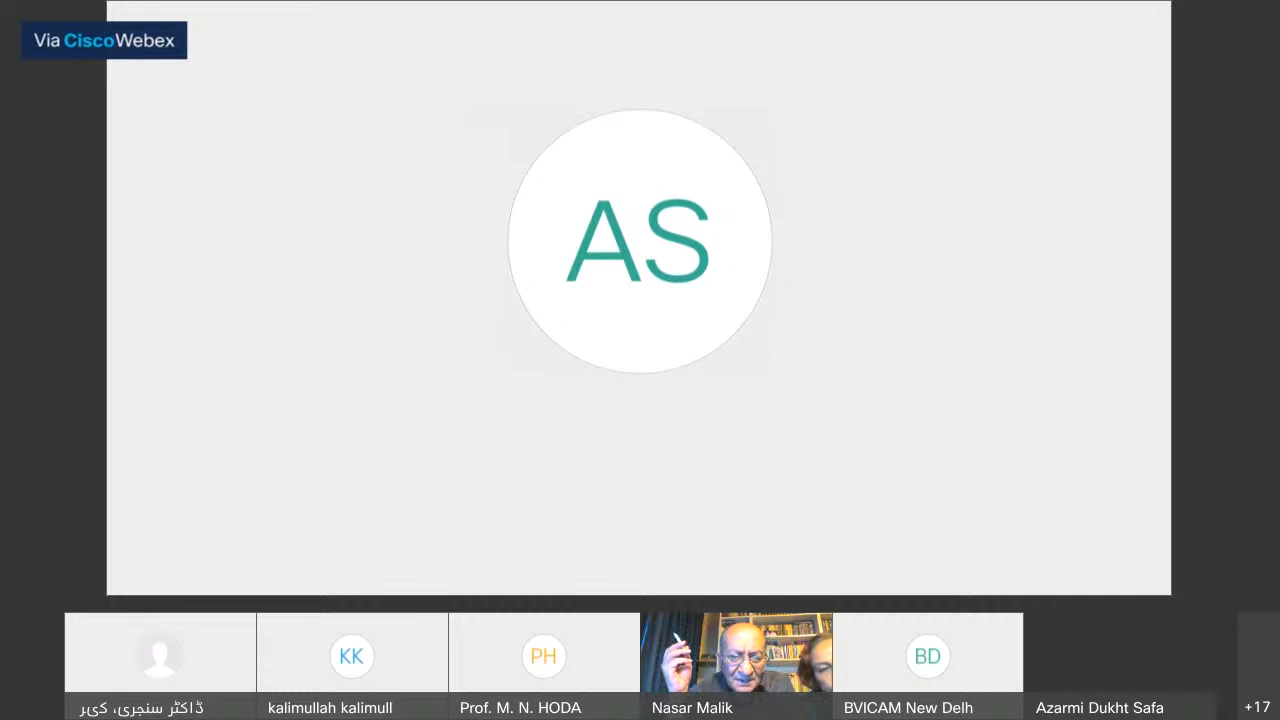 Via CiscoWebex
AS
KK
PH
BD
ڈاکٹر سنجری، کیر
kalimullah kalimull
Prof. M. N. HODA
Nasar Malik
BVICAM New Delh
Azarmi Dukht Safa
+17